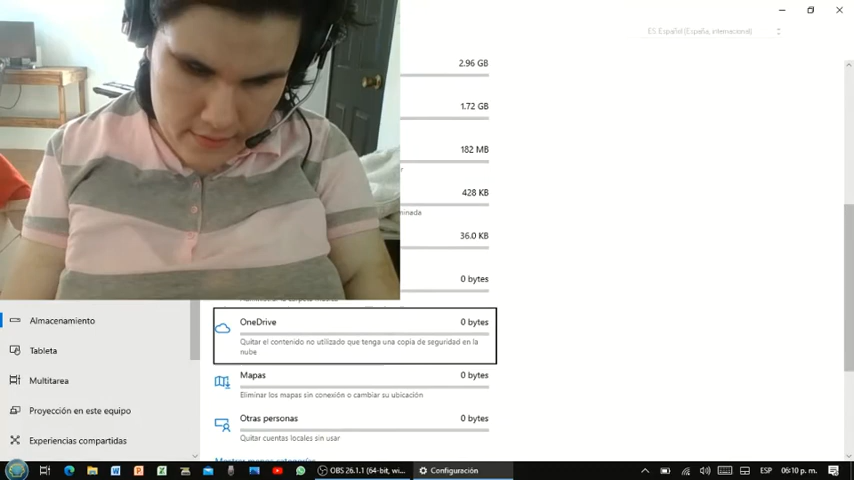 ES Español (España, internacional)
2.96 GB
1.72 GB
182 MB
428 KB
36.0 KB
0 bytes
OneDrive 0 bytes
Quitar el contenido no utilizado que tenga una copia de seguridad en la
nube
Mapas 0 bytes
Eliminar los mapas sin conexión o cambiar su ubicación
Otras personas 0 bytes
Quitar cuentas locales sin usar
Almacenamiento
Tableta
Multitarea
Proyección en este equipo
Experiencias compartidas
OBS 26.1.1 (64-bit, wi...
Configuración
ESP
06:10 p. m.